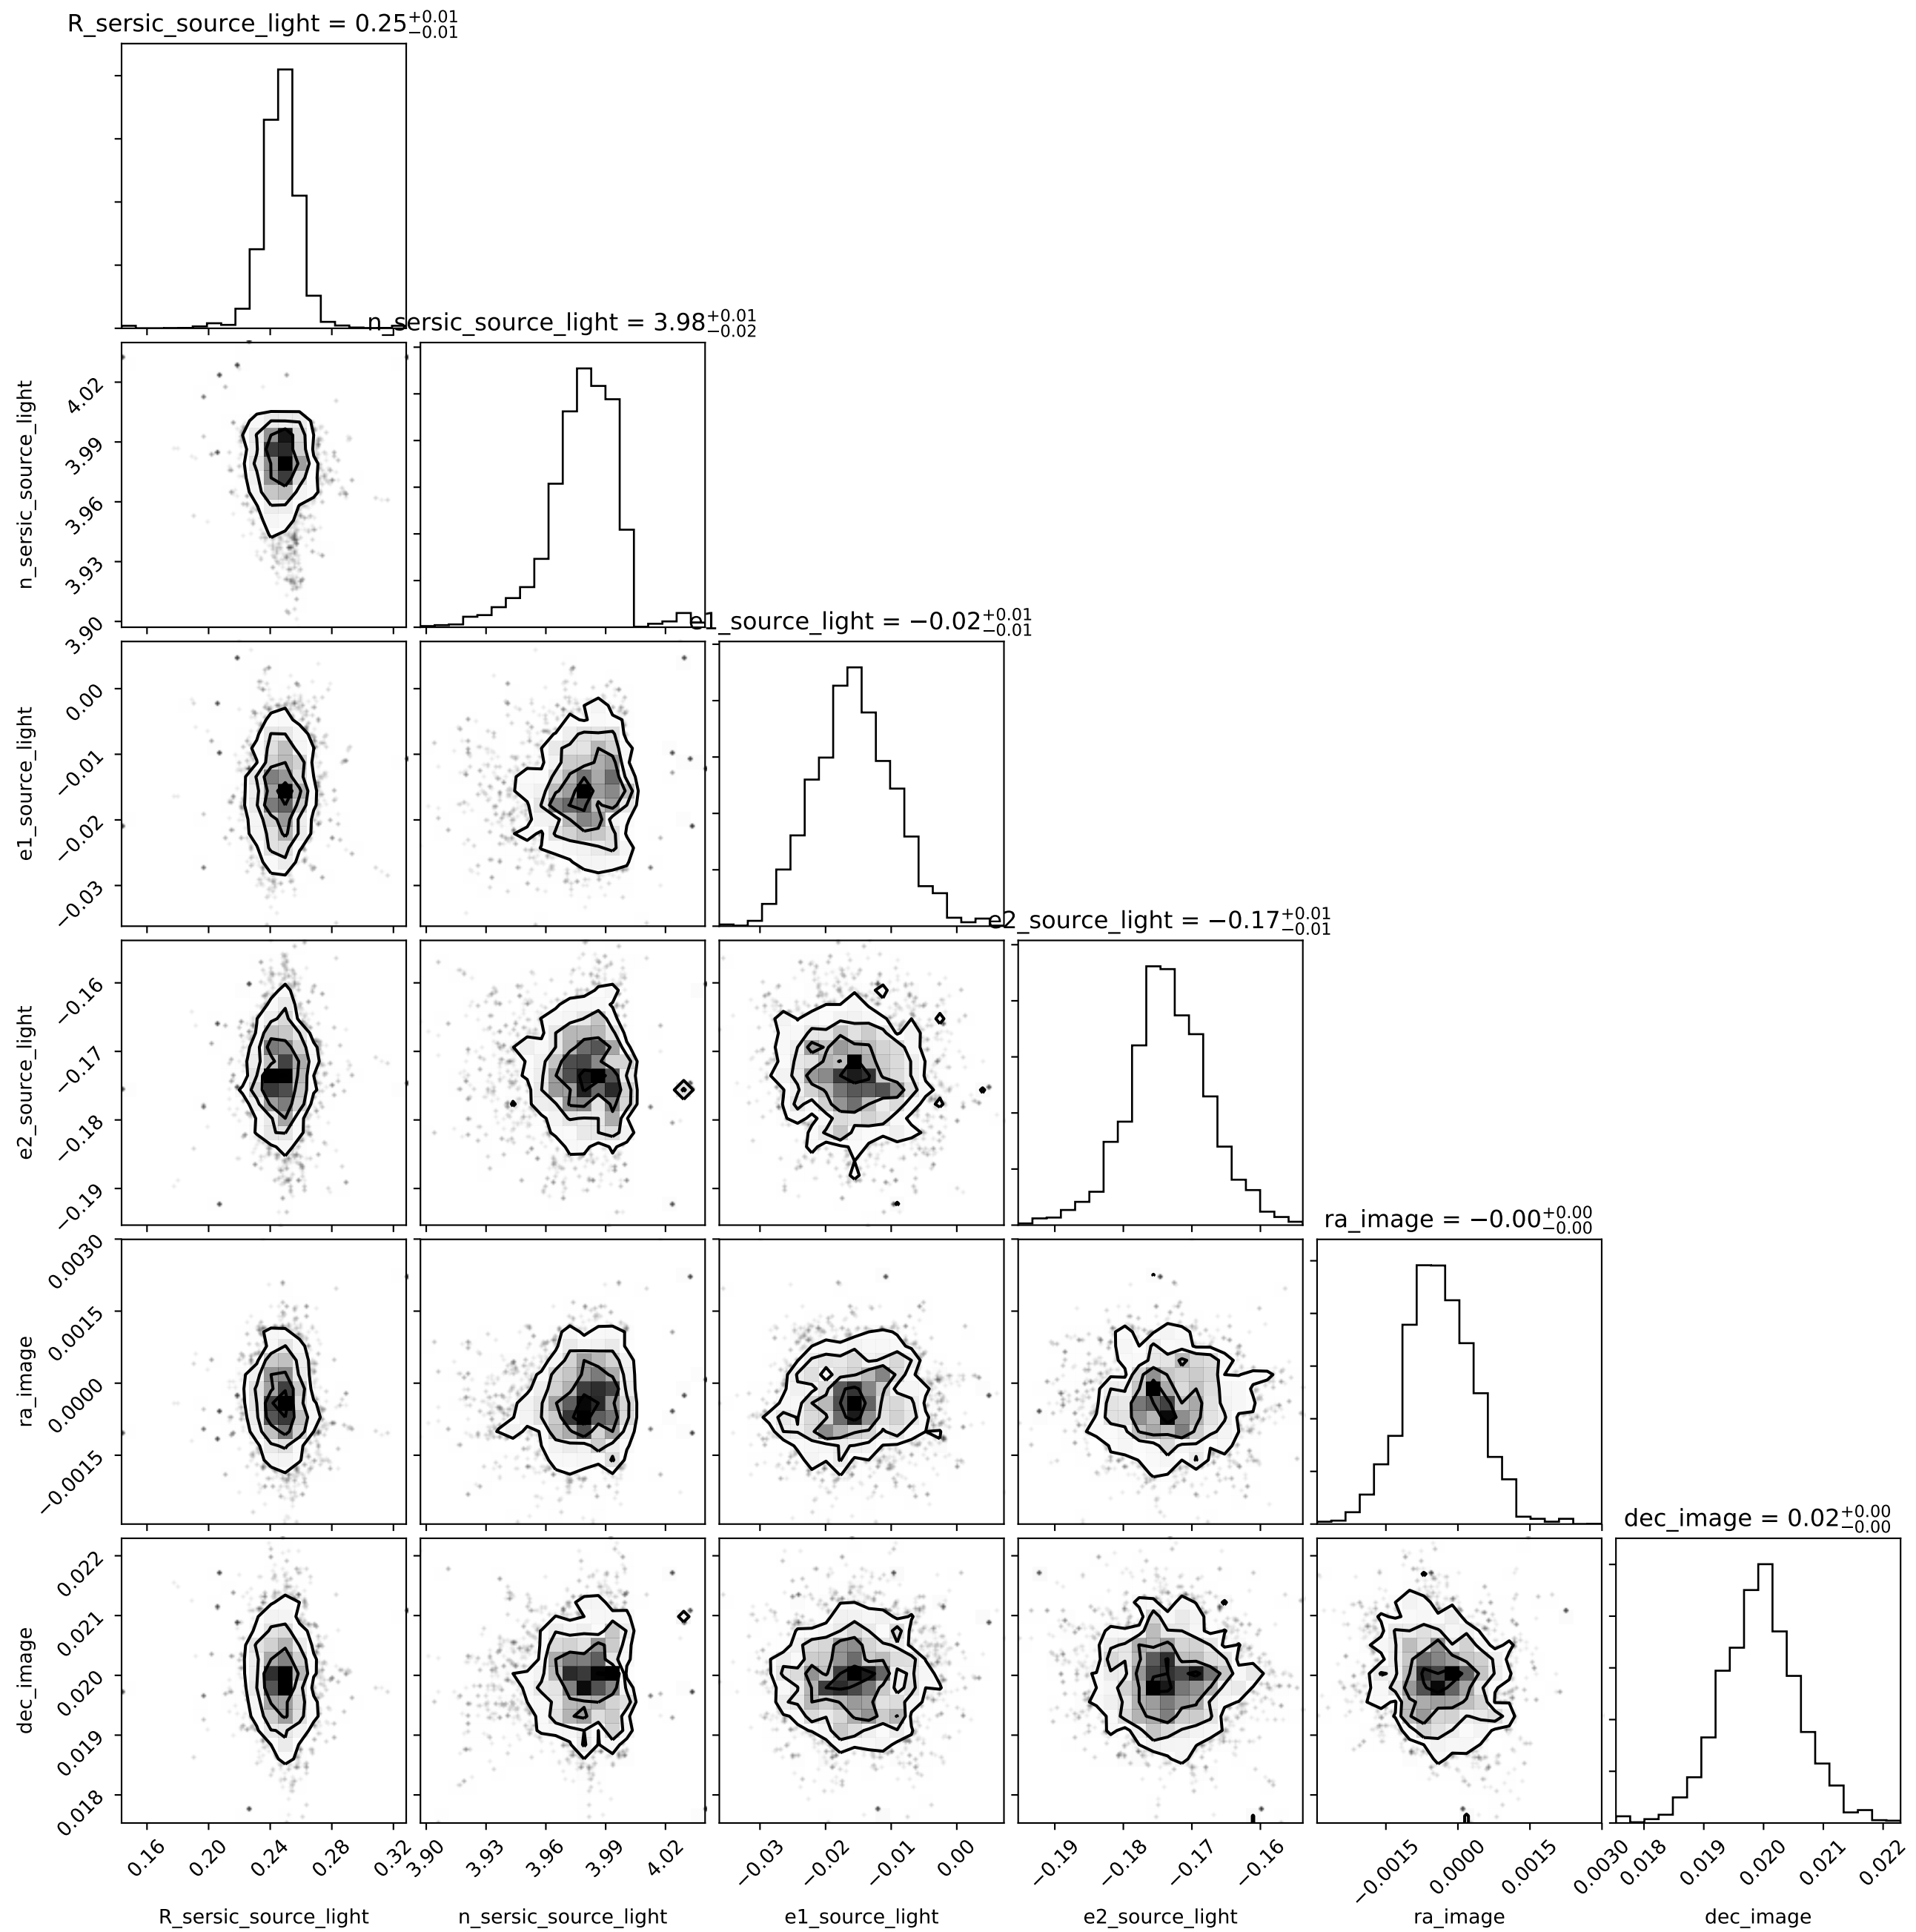 R_sersic_source_light = 0.25+0.01−0.01
n_sersic_source_light = 3.98+0.01−0.02
4.02
3.99
3.96
3.93
3.90
n_sersic_source_light
e1_source_light = −0.02+0.01−0.01
0.00
−0.01
−0.02
−0.03
e1_source_light
e2_source_light = −0.17+0.01−0.01
−0.16
−0.17
−0.18
−0.19
e2_source_light
ra_image = −0.00+0.00−0.00
0.0030
0.0015
0.0000
−0.0015
ra_image
dec_image = 0.02+0.00−0.00
0.022
0.021
0.020
0.019
0.018
dec_image
0.16 0.20 0.24 0.28 0.32 3.90 3.93 3.96 3.99 4.02 −0.03 −0.02 −0.01 0.00 −0.19 −0.18 −0.17 −0.16 −0.0015 0.0000 0.0015 0.0030 0.018 0.019 0.020 0.021 0.022
R_sersic_source_light n_sersic_source_light e1_source_light e2_source_light ra_image dec_image